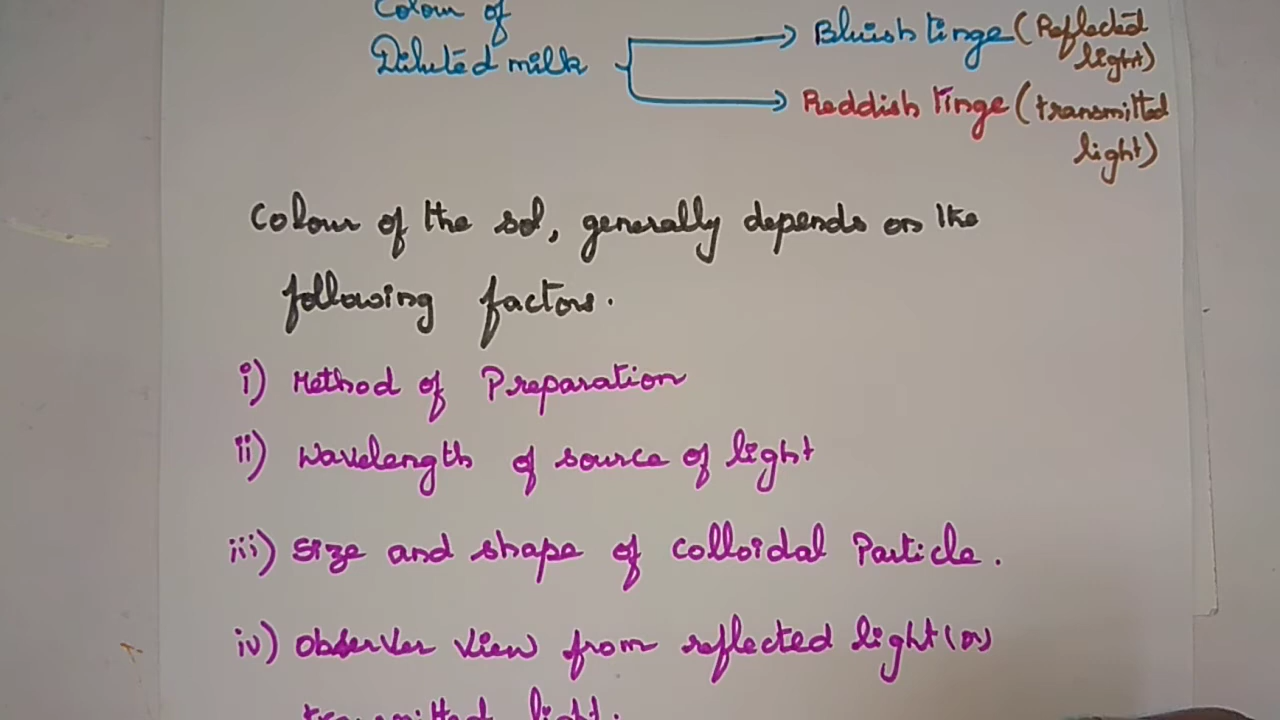 Colour of
Diluted milk
Bluish tinge (Reflected
light)
Reddish tinge (transmitted
light)
Colour of the sol, generally depends on the
following factors.
i) Method of Preparation
ii) Wavelength of source of light
iii) Size and shape of colloidal Particle.
iv) Observer view from reflected light (or)
transmitted light.